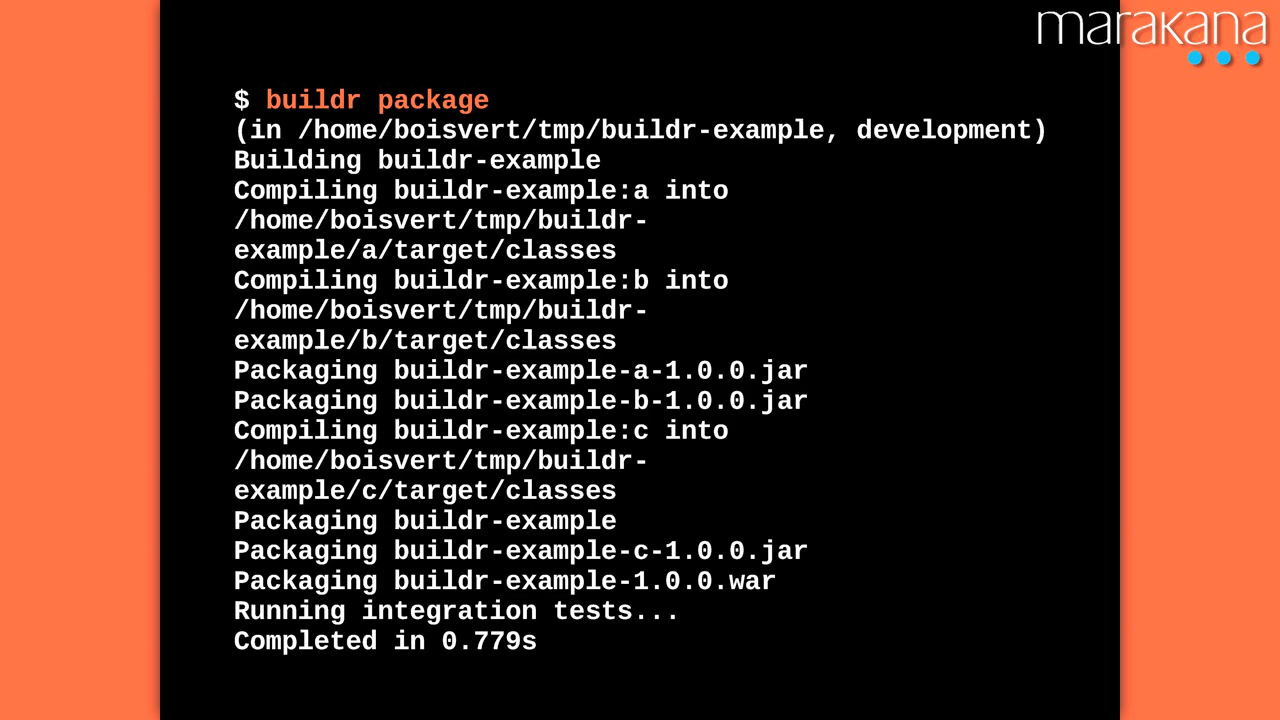 marakana
$ buildr package
(in /home/boisvert/tmp/buildr-example, development)
Building buildr-example
Compiling buildr-example:a into
/home/boisvert/tmp/buildr-
example/a/target/classes
Compiling buildr-example:b into
/home/boisvert/tmp/buildr-
example/b/target/classes
Packaging buildr-example-a-1.0.0.jar
Packaging buildr-example-b-1.0.0.jar
Compiling buildr-example:c into
/home/boisvert/tmp/buildr-
example/c/target/classes
Packaging buildr-example
Packaging buildr-example-c-1.0.0.jar
Packaging buildr-example-1.0.0.war
Running integration tests...
Completed in 0.779s